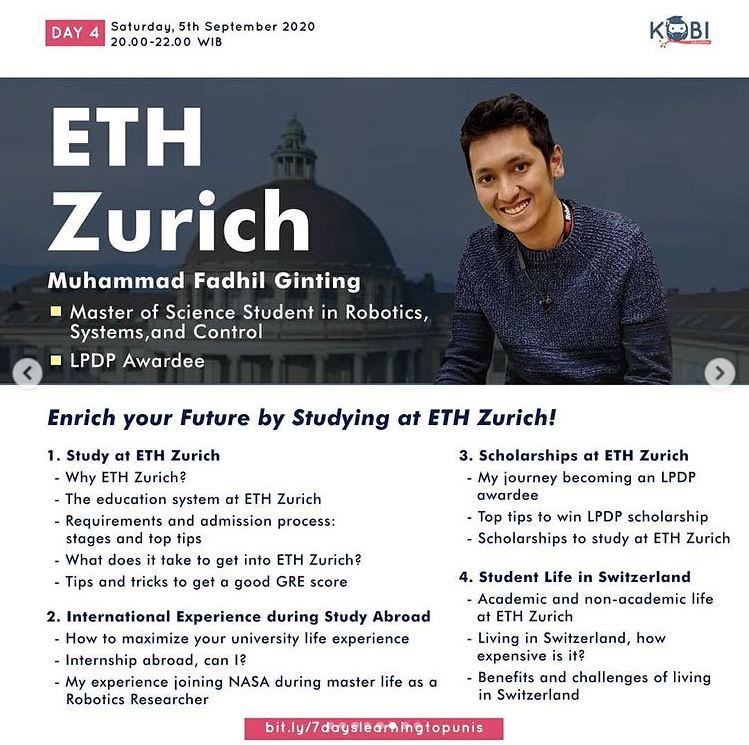 DAY 4
Saturday, 5th September 2020
20.00-22.00 WIB
KOBI
ETH
Zurich
Muhammad Fadhil Ginting
Master of Science Student in Robotics,
Systems,and Control
LPDP Awardee
Enrich your Future by Studying at ETH Zurich!
1. Study at ETH Zurich
- Why ETH Zurich?
- The education system at ETH Zurich
- Requirements and admission process:
stages and top tips
- What does it take to get into ETH Zurich?
- Tips and tricks to get a good GRE score
2. International Experience during Study Abroad
- How to maximize your university life experience
- Internship abroad, can I?
- My experience joining NASA during master life as a
Robotics Researcher
3. Scholarships at ETH Zurich
- My journey becoming an LPDP
awardee
- Top tips to win LPDP scholarship
- Scholarships to study at ETH Zurich
4. Student Life in Switzerland
- Academic and non-academic life
at ETH Zurich
- Living in Switzerland, how
expensive is it?
- Benefits and challenges of living
in Switzerland
bit.ly/7dayslearningtopunis